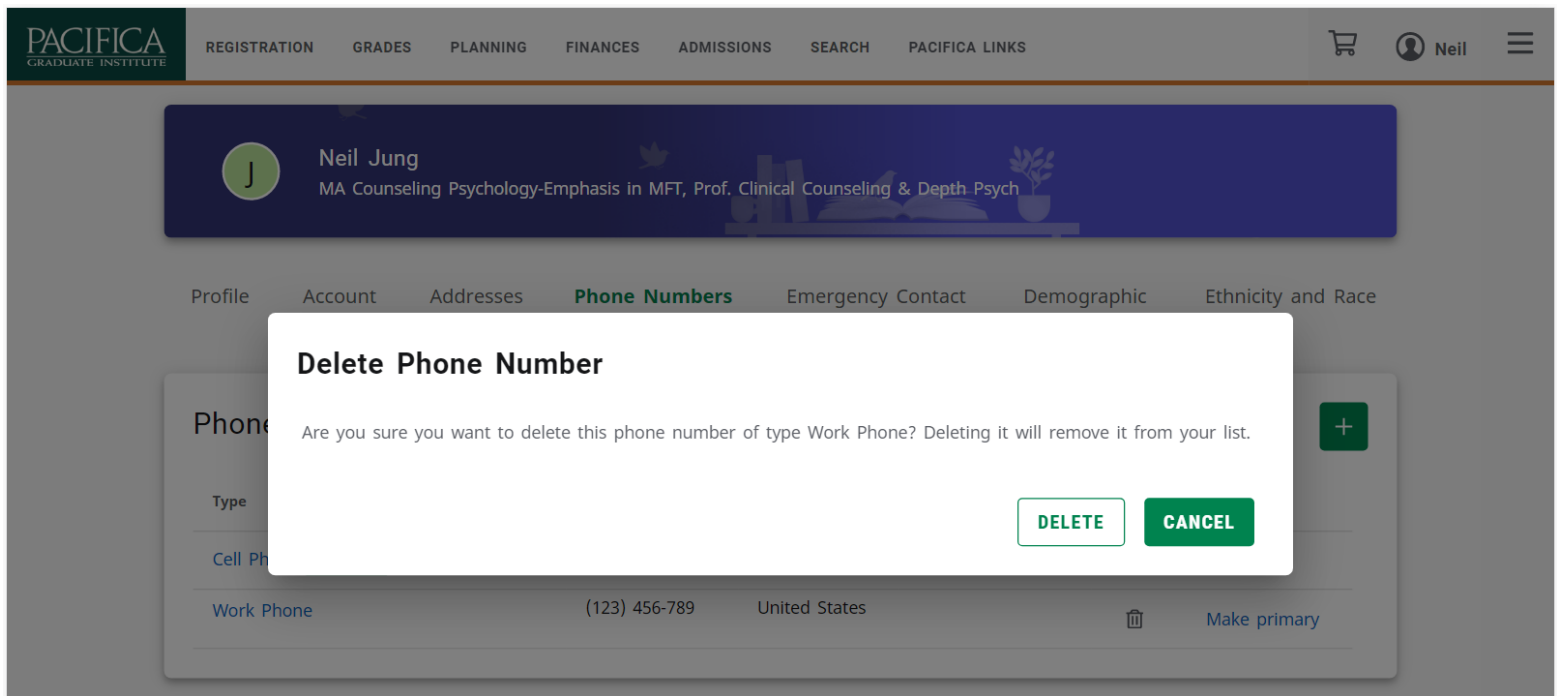 PACIFICA
GRADUATE INSTITUTE
REGISTRATION GRADES PLANNING FINANCES ADMISSIONS SEARCH PACIFICA LINKS Neil
J
Neil Jung
MA Counseling Psychology-Emphasis in MFT, Prof. Clinical Counseling & Depth Psych
Profile Account Addresses Phone Numbers Emergency Contact Demographic Ethnicity and Race
Delete Phone Number
Phone
Are you sure you want to delete this phone number of type Work Phone? Deleting it will remove it from your list.
+
Type
DELETE CANCEL
Cell Ph
Work Phone (123) 456-789 United States Make primary